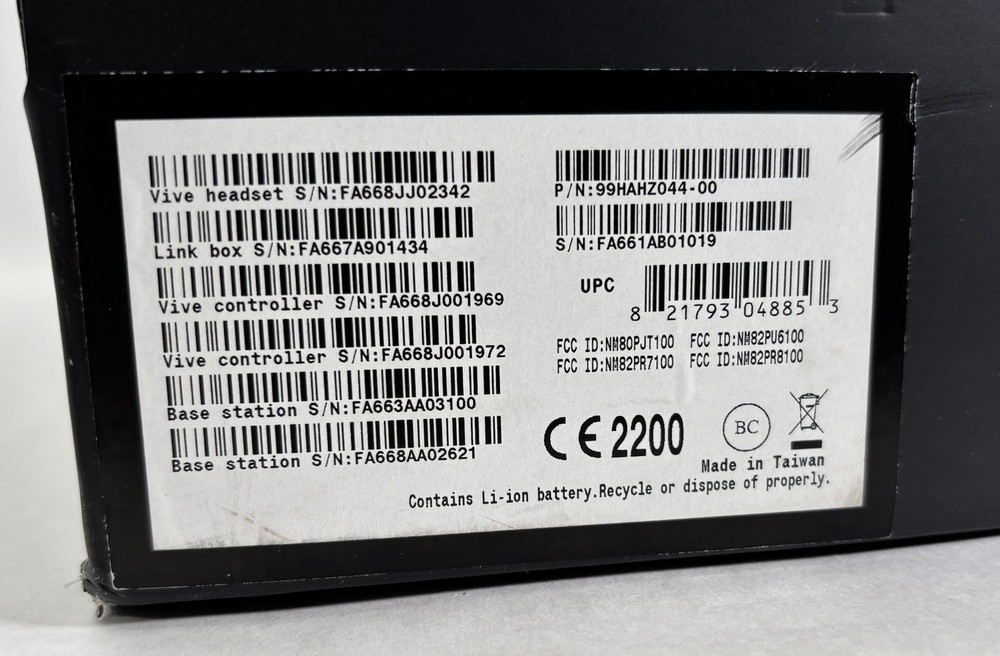 Vive headset S/N:FA668JJ02342
Link box S/N:FA667A901434
Vive controller S/N:FA668J001969
Vive controller S/N:FA668J001972
Base station S/N:FA663AA03100
Base station S/N:FA668AA02621
P/N:99HAHZ044-00
S/N:FA661AB01019
UPC
8 21793 04885 3
FCC ID:NM80PJT100 FCC ID:NM82PU6100
FCC ID:NM82PR7100 FCC ID:NM82PR8100
CE 2200
BC
Made in Taiwan
Contains Li-ion battery.Recycle or dispose of properly.